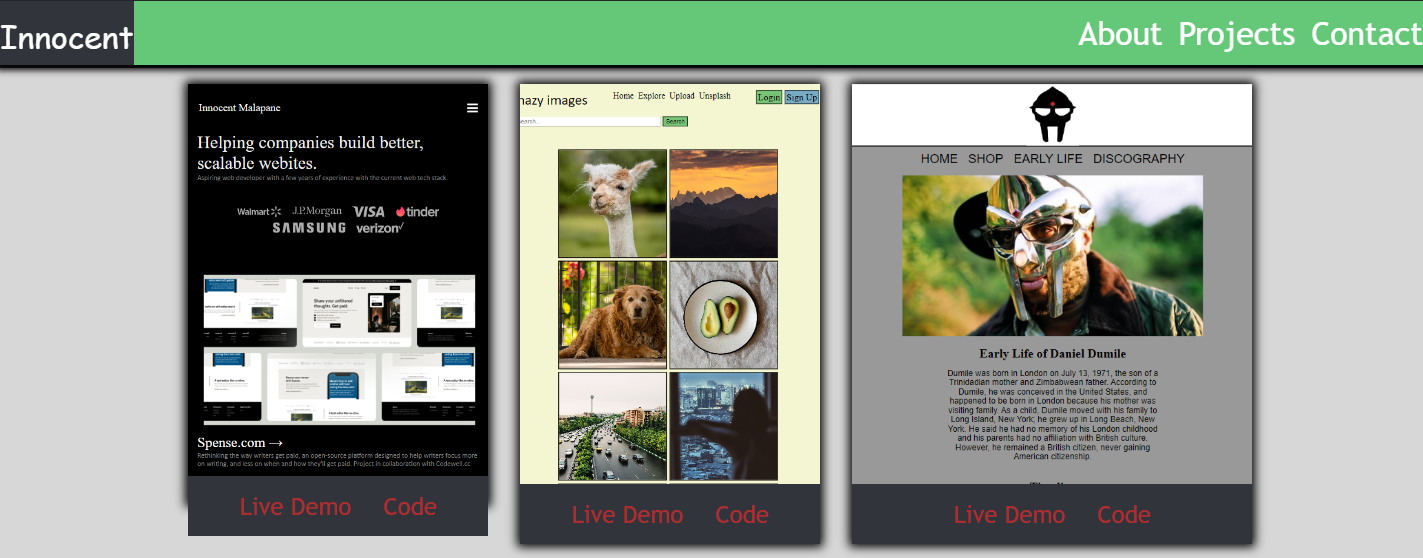 Innocent
About Projects Contact
Innocent Malapane
Helping companies build better,
scalable webites.
Aspiring web developer with a few years of experience with the current web tech stack.
Walmart J.P.Morgan VISA tinder
SAMSUNG verizon✓
Share your unfiltered
thoughts. Get paid.
Spense.com →
Rethinking the way writers get paid, an open-source platform designed to help writers focus more
on writing, and less on when and how they'll get paid. Project in collaboration with Codewell.cc
Live Demo Code
mazy images
Home Explore Upload Unsplash
Login Sign Up
Search...
Search
Live Demo Code
HOME SHOP EARLY LIFE DISCOGRAPHY
Early Life of Daniel Dumile
Dumile was born in London on July 13, 1971, the son of a
Trinidadian mother and Zimbabwean father. According to
Dumile, he was conceived in the United States, and
happened to be born in London because his mother was
visiting family. As a child, Dumile moved with his family to
Long Island, New York; he grew up in Long Beach, New
York. He said he had no memory of his London childhood
and his parents had no affiliation with British culture.
However, he remained a British citizen, never gaining
American citizenship.
Live Demo Code